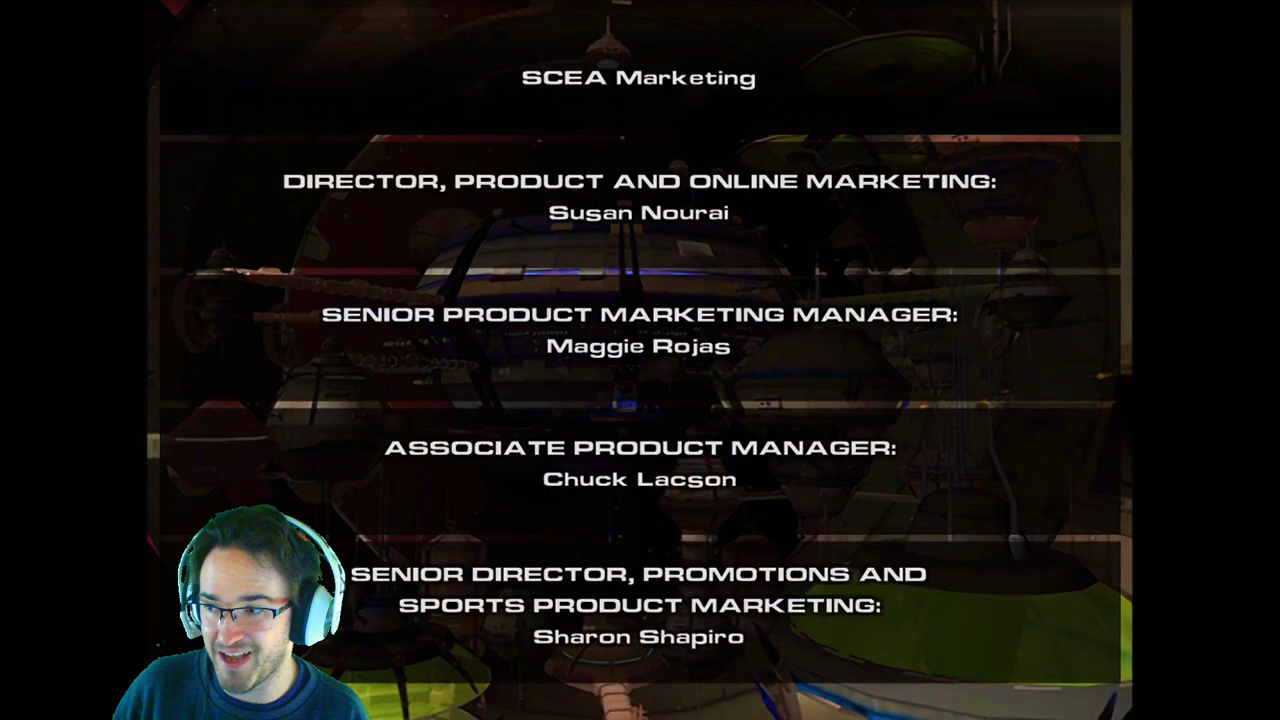 SCEA Marketing
DIRECTOR, PRODUCT AND ONLINE MARKETING:
Susan Nourai
SENIOR PRODUCT MARKETING MANAGER:
Maggie Rojas
ASSOCIATE PRODUCT MANAGER:
Chuck Lacson
SENIOR DIRECTOR, PROMOTIONS AND
SPORTS PRODUCT MARKETING:
Sharon Shapiro